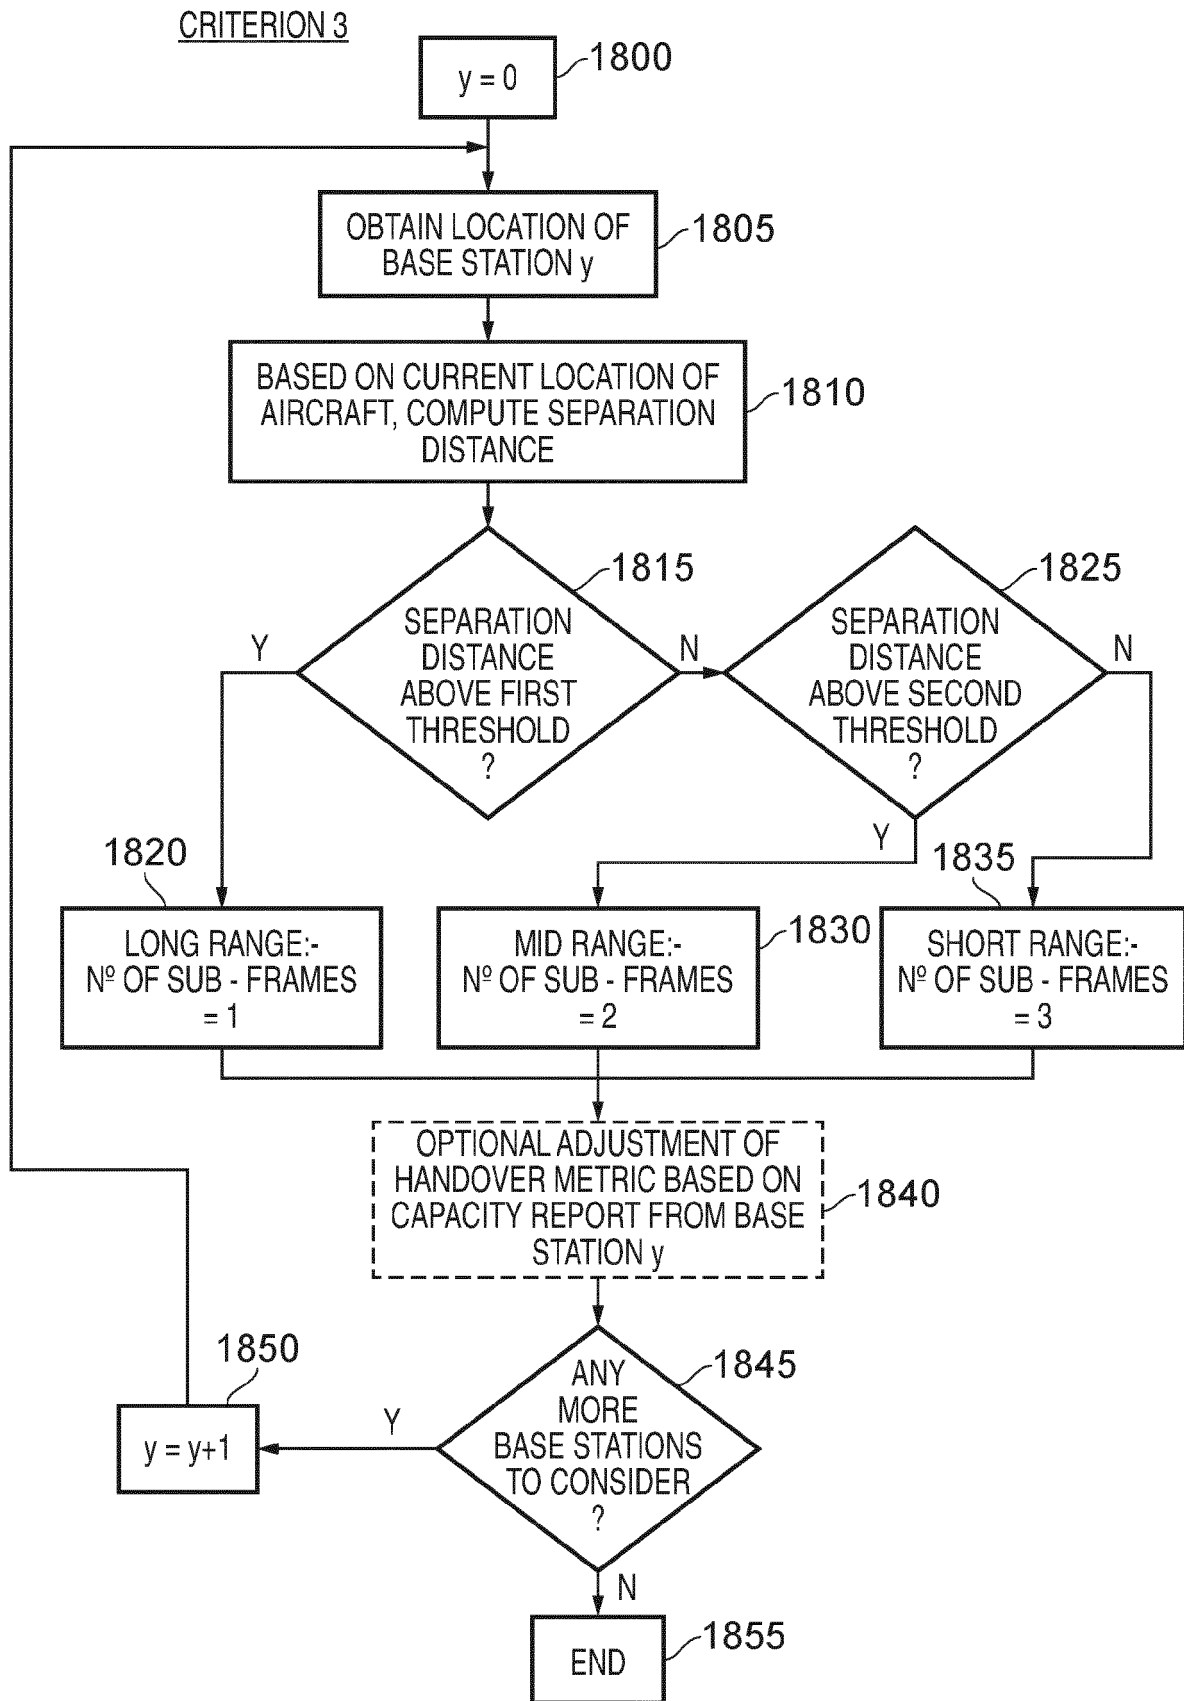 CRITERION 3
y = 0
1800
OBTAIN LOCATION OF
BASE STATION y
1805
BASED ON CURRENT LOCATION OF
AIRCRAFT, COMPUTE SEPARATION
DISTANCE
1810
1815
SEPARATION
DISTANCE
ABOVE FIRST
THRESHOLD
?
Y
N
1825
SEPARATION
DISTANCE
ABOVE SECOND
THRESHOLD
?
N
Y
1820
LONG RANGE:-
Nº OF SUB - FRAMES
= 1
MID RANGE:-
Nº OF SUB - FRAMES
= 2
1830
1835
SHORT RANGE:-
Nº OF SUB - FRAMES
= 3
OPTIONAL ADJUSTMENT OF
HANDOVER METRIC BASED ON
CAPACITY REPORT FROM BASE
STATION y
1840
1845
ANY
MORE
BASE STATIONS
TO CONSIDER
?
Y
1850
y = y+1
N
END
1855